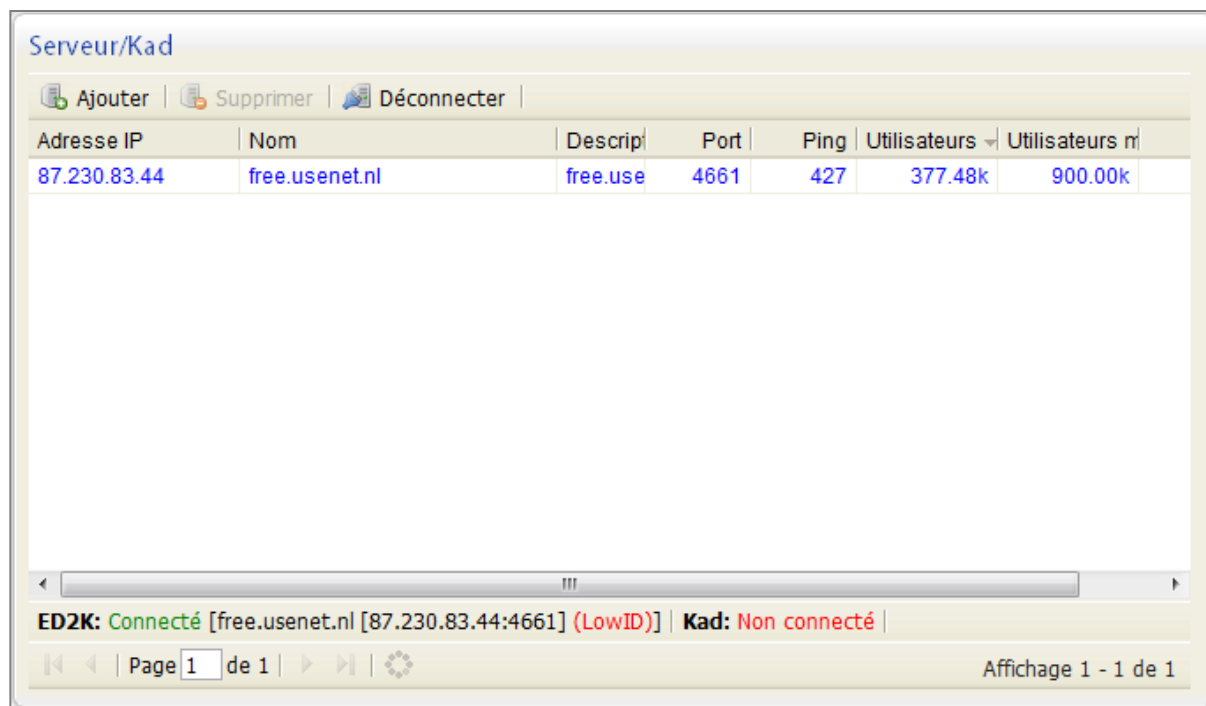 Serveur/Kad
Ajouter Supprimer Déconnecter
Adresse IP Nom Descrip Port Ping Utilisateurs Utilisateurs m
87.230.83.44 free.usenet.nl free.use 4661 427 377.48k 900.00k
ED2K: Connecté [free.usenet.nl [87.230.83.44:4661] (LowID)] Kad: Non connecté
Page 1 de 1 Affichage 1 - 1 de 1